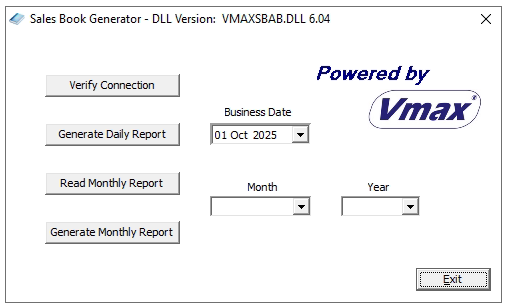 Sales Book Generator - DLL Version: VMAXSBAB.DLL 6.04
Powered by
Vmax®
Verify Connection
Business Date
Generate Daily Report
01 Oct 2025
Read Monthly Report
Month
Year
Generate Monthly Report
Exit